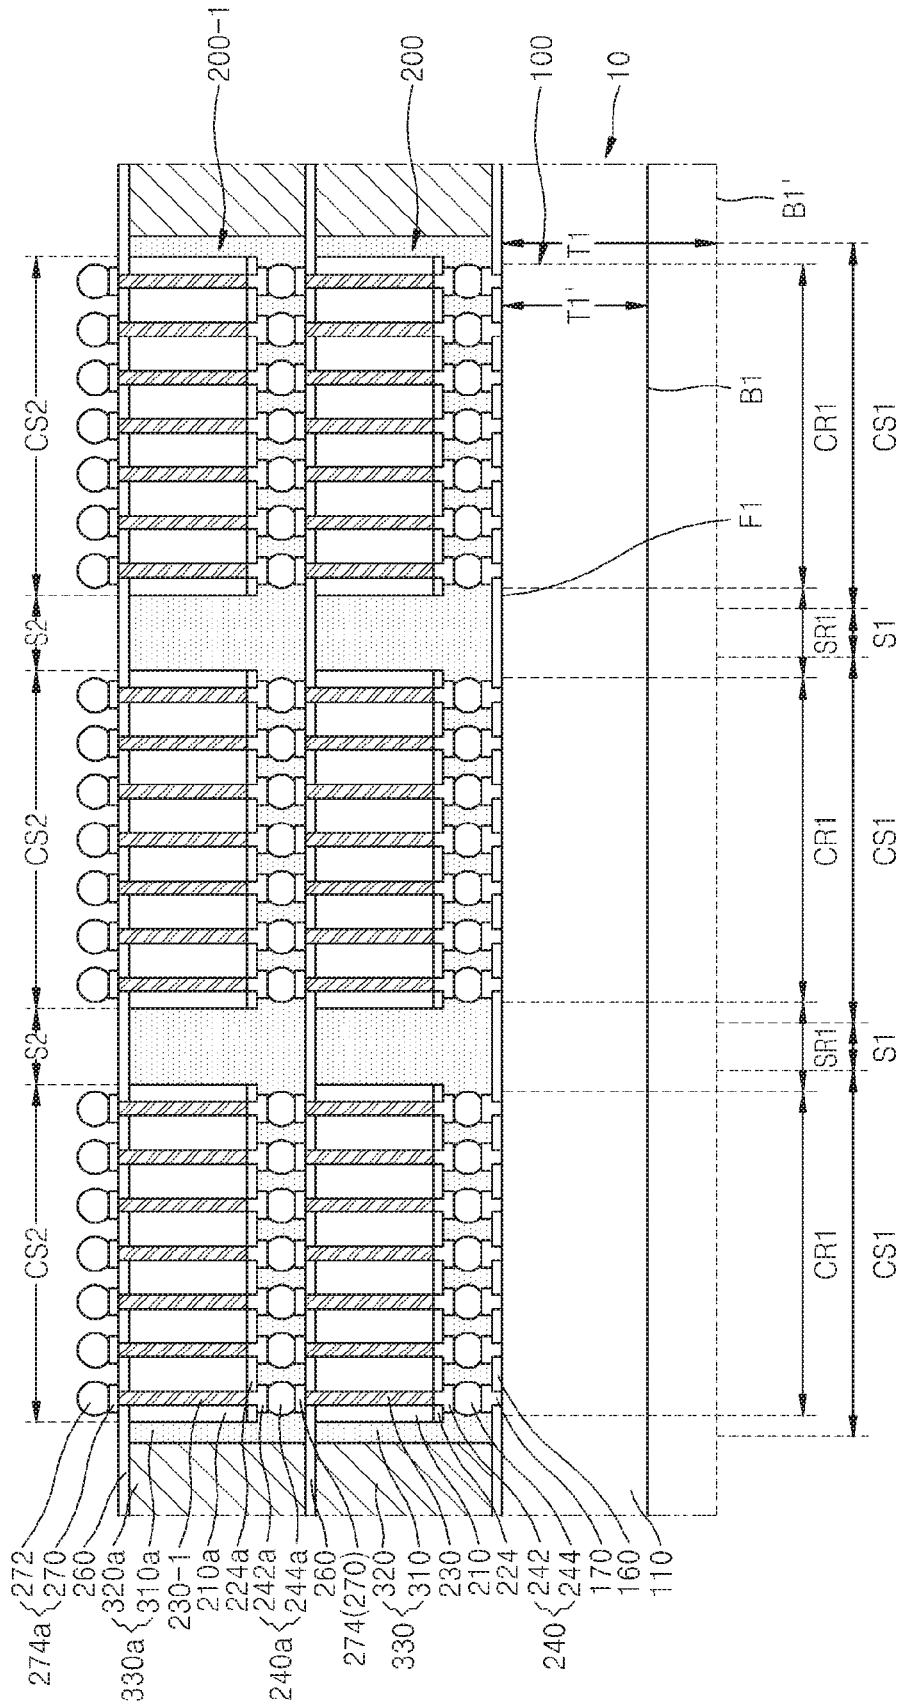 200-1
200
100
10
CS2
S2
CS2
S2
CS2
T1
T1'
B1'
B1
F1
CR1
SR1
CR1
SR1
CR1
CS1
S1
CS1
S1
CS1
274a { 272
270
260
330a { 320a
310a
230-1
210a
224a
240a { 242a
244a
260
274(270)
330 { 320
310
230
210
224
240 { 242
244
170
160
110